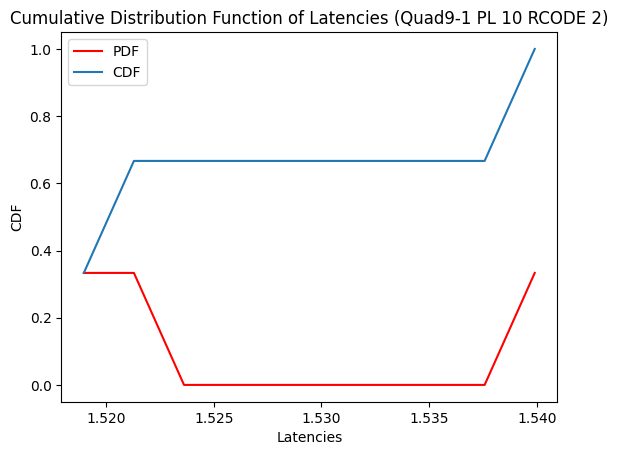 Cumulative Distribution Function of Latencies (Quad9-1 PL 10 RCODE 2)
PDF
CDF
CDF
1.0
0.8
0.6
0.4
0.2
0.0
1.520 1.525 1.530 1.535 1.540
Latencies